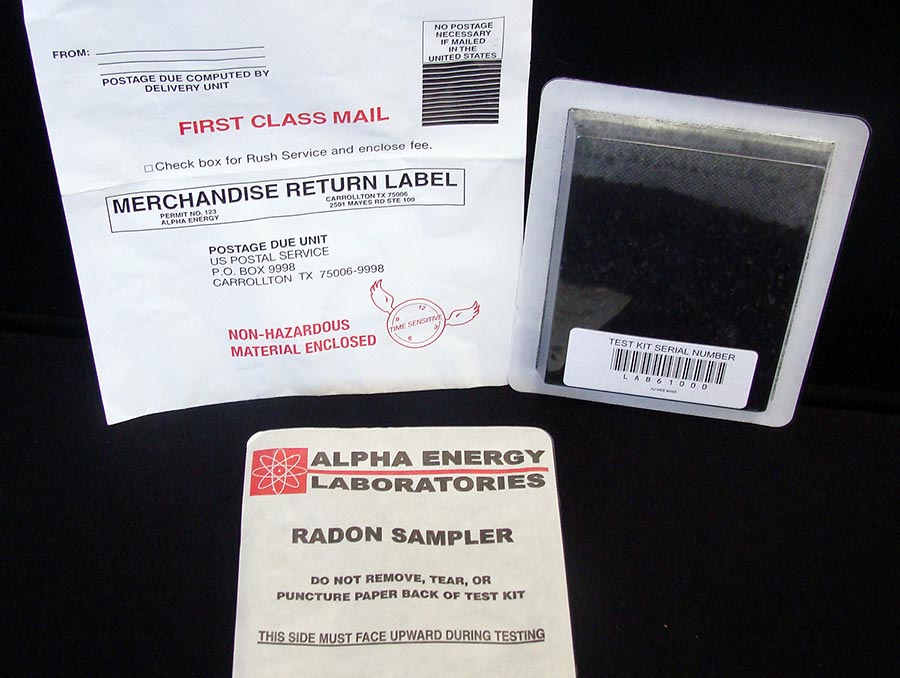 FROM:
POSTAGE DUE COMPUTED BY
DELIVERY UNIT
NO POSTAGE
NECESSARY
IF MAILED
IN THE
UNITED STATES
FIRST CLASS MAIL
Check box for Rush Service and enclose fee.
MERCHANDISE RETURN LABEL
PERMIT NO. 123
ALPHA ENERGY
CARROLLTON TX 75006
2501 MAYES RD STE 100
POSTAGE DUE UNIT
US POSTAL SERVICE
P.O. BOX 9998
CARROLLTON TX 75006-9998
NON-HAZARDOUS
MATERIAL ENCLOSED
12
9
3
TIME SENSITIVE
6
TEST KIT SERIAL NUMBER
LAB61000
ALPHA ENERGY
LABORATORIES
RADON SAMPLER
DO NOT REMOVE, TEAR, OR
PUNCTURE PAPER BACK OF TEST KIT
THIS SIDE MUST FACE UPWARD DURING TESTING